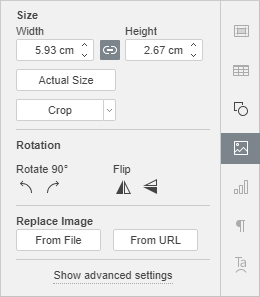 Size
Width Height
5.93 cm 2.67 cm
Actual Size
Crop
Rotation
Rotate 90° Flip
Replace Image
From File From URL
Show advanced settings
Ta